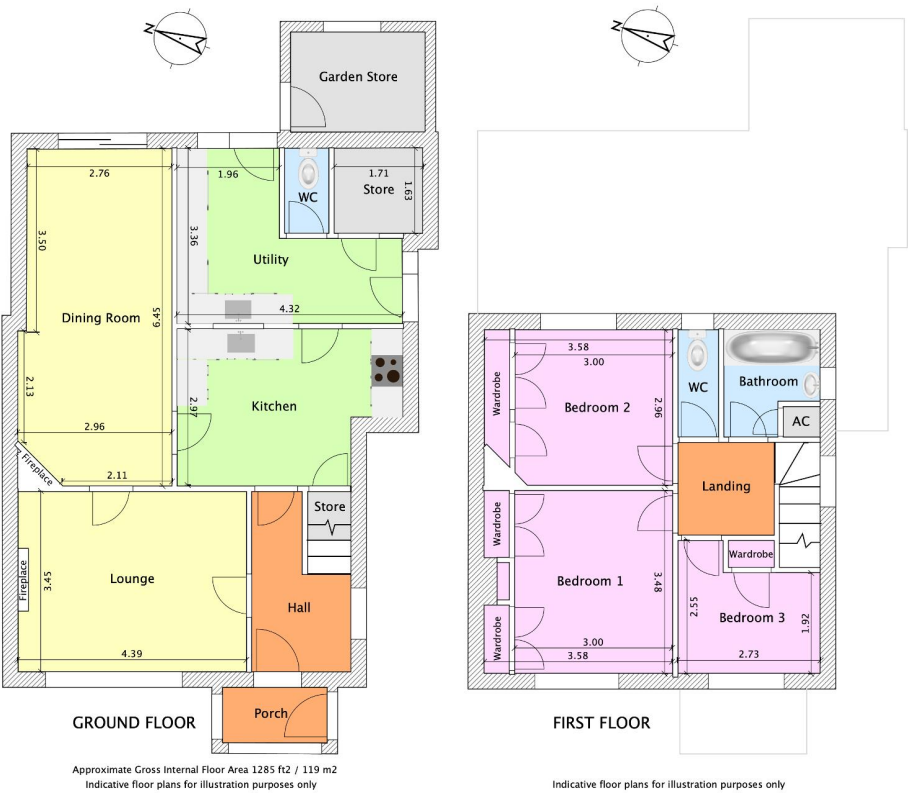 N
N
Garden Store
2.76
1.96
WC
1.71
Store
1.63
3.50
3.36
Utility
6.45
Dining Room
4.32
2.13
2.97
Kitchen
2.96
2.11
Fireplace
Store
Fireplace
3.45
Lounge
Hall
4.39
Porch
GROUND FLOOR
Approximate Gross Internal Floor Area 1285 ft2 / 119 m2
Indicative floor plans for illustration purposes only
3.58
3.00
Wardrobe
Bedroom 2
2.96
WC
Bathroom
AC
Landing
Wardrobe
Wardrobe
Bedroom 1
3.48
2.55
Bedroom 3
1.92
Wardrobe
3.00
3.58
2.73
FIRST FLOOR
Indicative floor plans for illustration purposes only